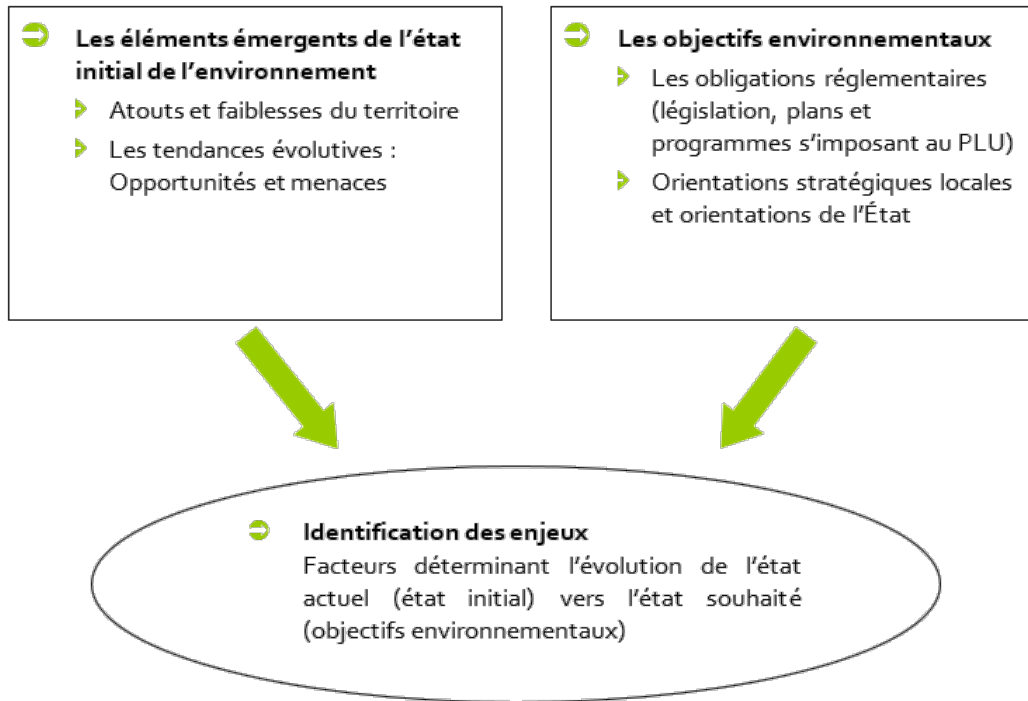 Les éléments émergents de l'état
initial de l'environnement
Atouts et faiblesses du territoire
Les tendances évolutives :
Opportunités et menaces
Les objectifs environnementaux
Les obligations réglementaires
(législation, plans et
programmes s'imposant au PLU)
Orientations stratégiques locales
et orientations de l'État
Identification des enjeux
Facteurs déterminant l'évolution de l'état
actuel (état initial) vers l'état souhaité
(objectifs environnementaux)